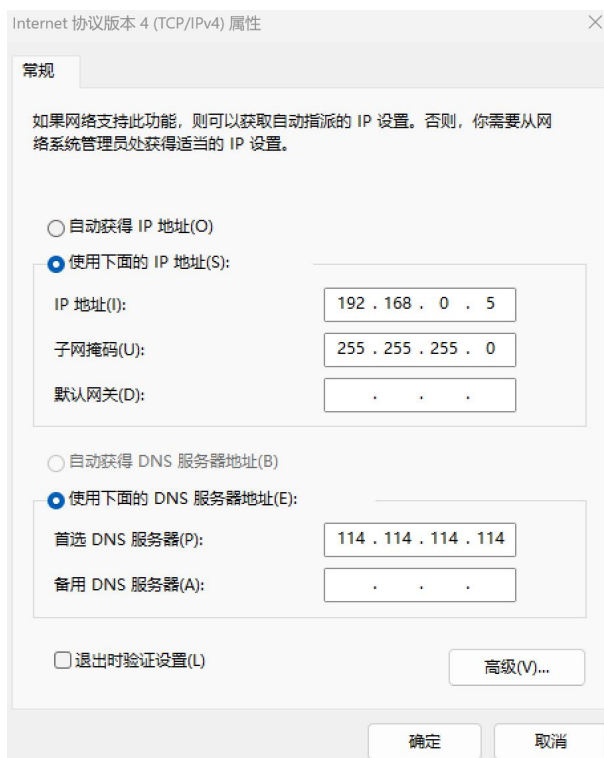 Internet 协议版本 4 (TCP/IPv4) 属性
常规
如果网络支持此功能，则可以获取自动指派的 IP 设置。否则，你需要从网
络系统管理员处获得适当的 IP 设置。
自动获得 IP 地址(O)
使用下面的 IP 地址(S):
IP 地址(I): 192 . 168 . 0 . 5
子网掩码(U): 255 . 255 . 255 . 0
默认网关(D): . . .
自动获得 DNS 服务器地址(B)
使用下面的 DNS 服务器地址(E):
首选 DNS 服务器(P): 114 . 114 . 114 . 114
备用 DNS 服务器(A): . . .
退出时验证设置(L)
高级(V)...
确定 取消